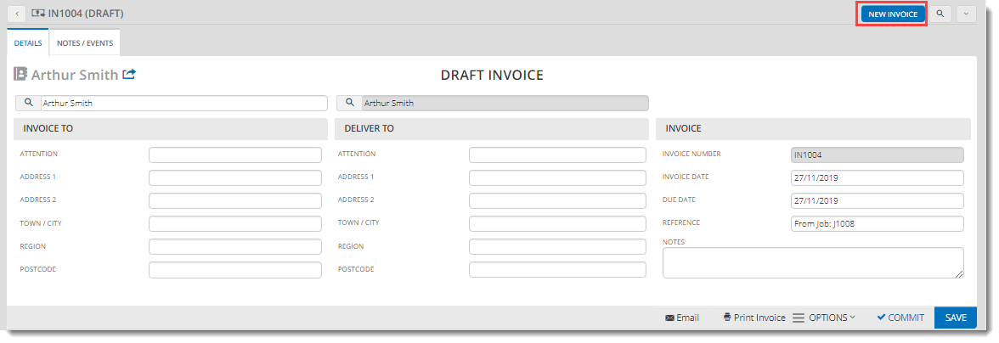 IN1004 (DRAFT) NEW INVOICE
DETAILS NOTES / EVENTS
Arthur Smith DRAFT INVOICE
Arthur Smith Arthur Smith
INVOICE TO DELIVER TO INVOICE
ATTENTION ATTENTION INVOICE NUMBER IN1004
ADDRESS 1 ADDRESS 1 INVOICE DATE 27/11/2019
ADDRESS 2 ADDRESS 2 DUE DATE 27/11/2019
TOWN / CITY TOWN / CITY REFERENCE From Job: J1008
REGION REGION NOTES
POSTCODE POSTCODE
Email Print Invoice OPTIONS COMMIT SAVE